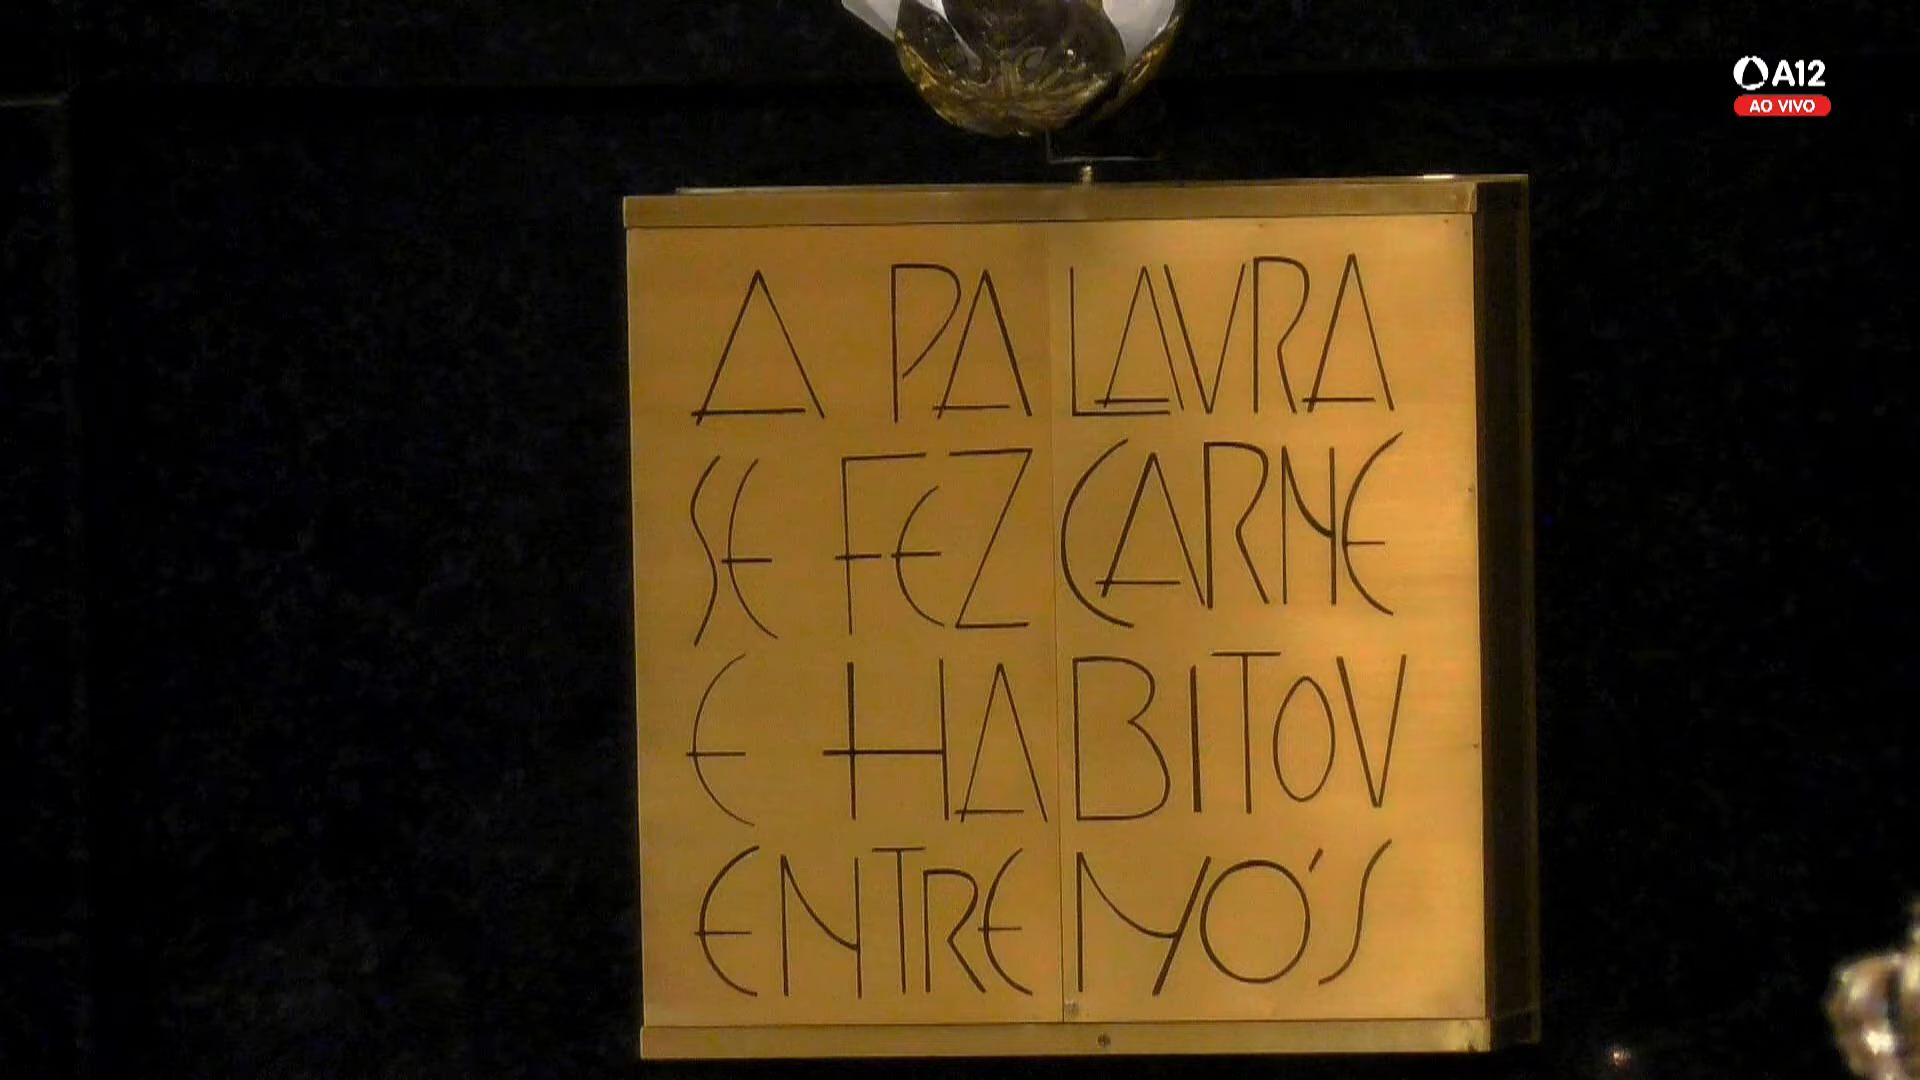 A12
AO VIVO
A PALAVRA
SE FEZ CARNE
E HABITOV
ENTRE NÓS